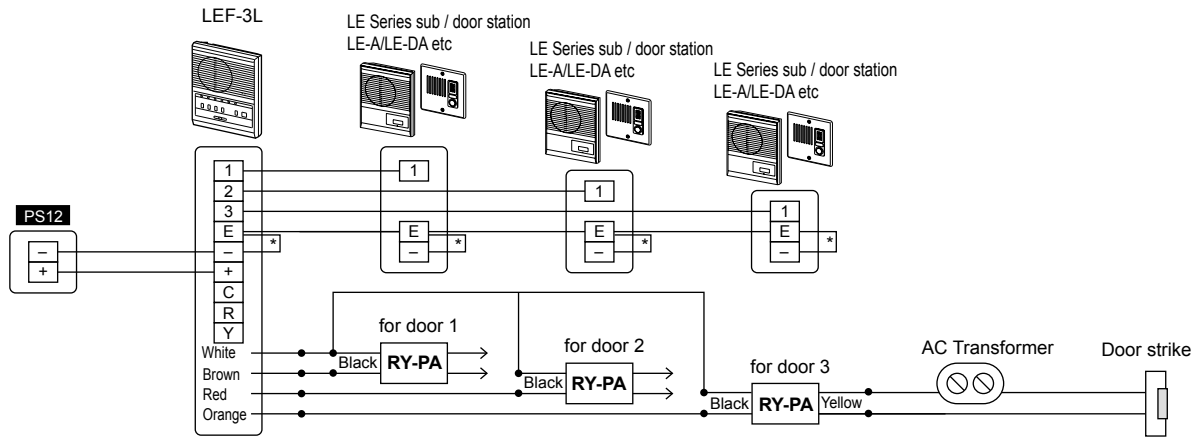 LEF-3L
LE Series sub / door station
LE-A/LE-DA etc
LE Series sub / door station
LE-A/LE-DA etc
LE Series sub / door station
LE-A/LE-DA etc
PS12
–
+
1
2
3
E
–
+
C
R
Y
*
1
E
–
*
1
E
–
*
1
E
–
*
White
Brown
Red
Orange
for door 1
Black
RY-PA
for door 2
Black
RY-PA
for door 3
Black
RY-PA
Yellow
AC Transformer
Door strike